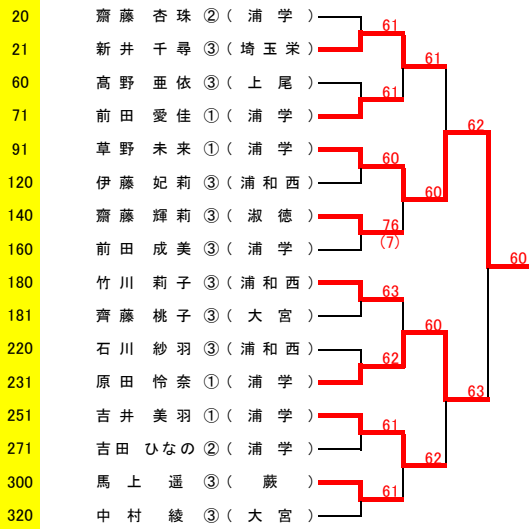 20 齋藤 杏珠 ②(浦学)
61
21 新井 千尋 ③(埼玉栄)
61
60 髙野 亜依 ③(上尾)
61
71 前田 愛佳 ①(浦学)
62
91 草野 未来 ①(浦学)
60
120 伊藤 妃莉 ③(浦和西)
60
140 齋藤 輝莉 ③(淑徳)
76
(7)
160 前田 成美 ③(浦学)
60
180 竹川 莉子 ③(浦和西)
63
181 齊藤 桃子 ③(大宮)
60
220 石川 紗羽 ③(浦和西)
62
231 原田 怜奈 ①(浦学)
63
251 吉井 美羽 ①(浦学)
61
271 吉田 ひなの ②(浦学)
62
300 馬上 遥 ③(蕨)
61
320 中村 綾 ③(大宮)